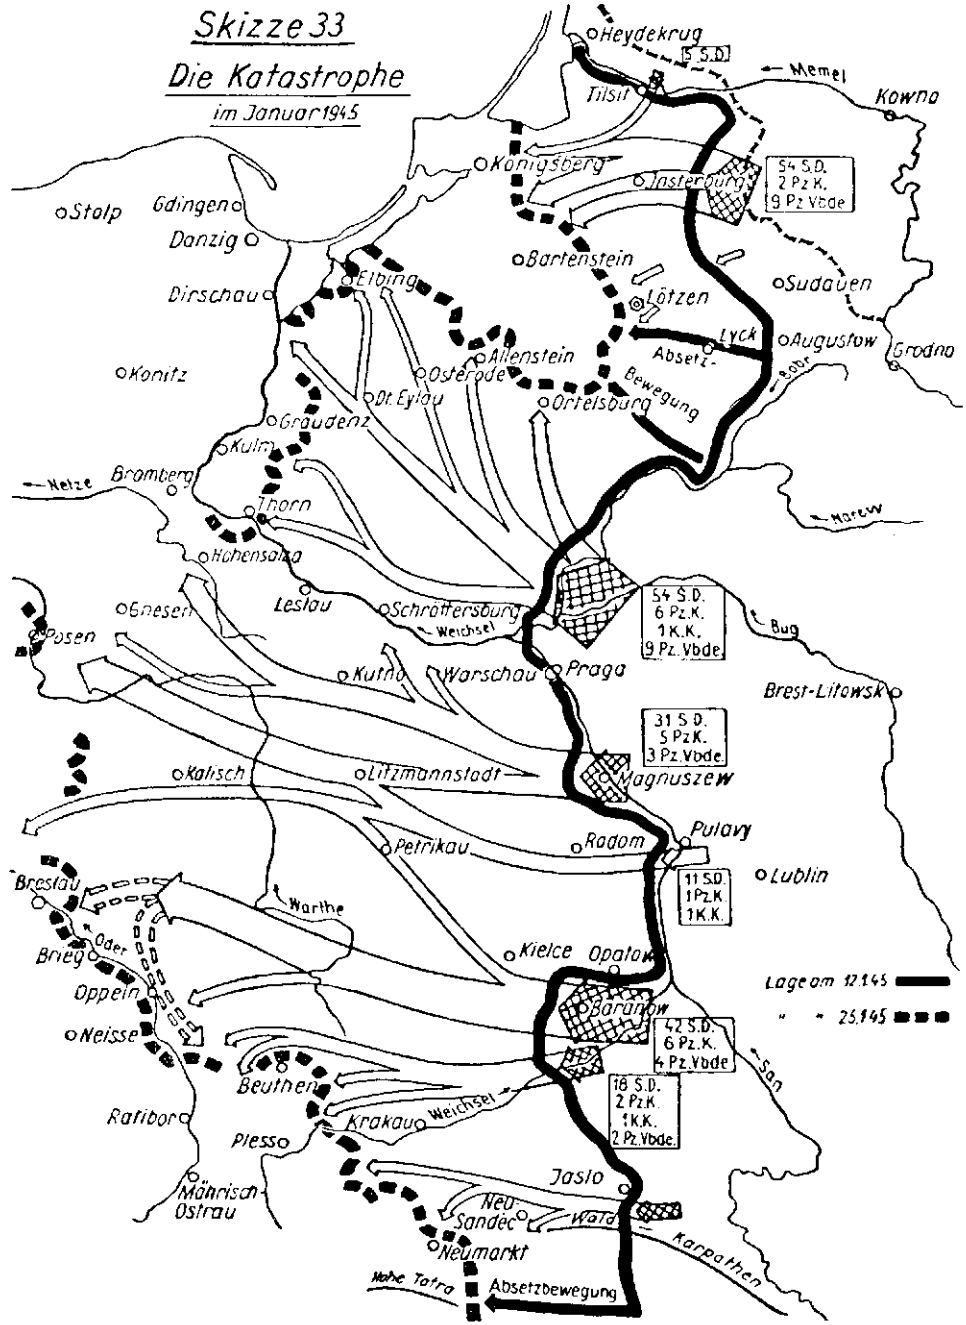 Skizze 33
Die Katastrophe
im Januar 1945
Heydekrug
5 S.D.
Memel
Tilsit
Kowno
Königsberg
Insterburg
54 S.D.
2 Pz.K.
9 Pz.Vbde
Stolp
Gdingen
Danzig
Bartenstein
Elbing
Dirschau
Lötzen
Sudauen
Lyck
Augustow
Absetz-
Grodno
Allenstein
Konitz
Osterode
Bobr
Bewegung
Dt. Eylau
Ortelsburg
Graudenz
Kulm
Netze
Bromberg
Thorn
Narew
Hohensalza
Leslau
Schröttersburg
54 S.D.
6 Pz.K.
1 K.K.
9 Pz.Vbde.
Gnesen
Weichsel
Bug
Posen
Kutno
Warschau
Praga
Brest-Litowsk
31 S.D.
5 Pz.K.
3 Pz.Vbde.
Kalisch
Litzmannstadt
Magnuszew
Petrikau
Radom
Pulavy
11 S.D.
1 Pz.K.
1 K.K.
Lublin
Breslau
Warthe
Oder
Brieg
Kielce
Opatow
Oppeln
Lage am 12.1.45
Baranow
" " 25.1.45
Neisse
42 S.D.
6 Pz.K.
4 Pz.Vbde
Beuthen
San
18 S.D.
2 Pz.K.
1 K.K.
2 Pz.Vbde.
Ratibor
Krakau
Weichsel
Pless
Jaslo
Mährisch-
Ostrau
Neu-
Sandec
Wald
Karpathen
Neumarkt
Hohe Tatra
Absetzbewegung